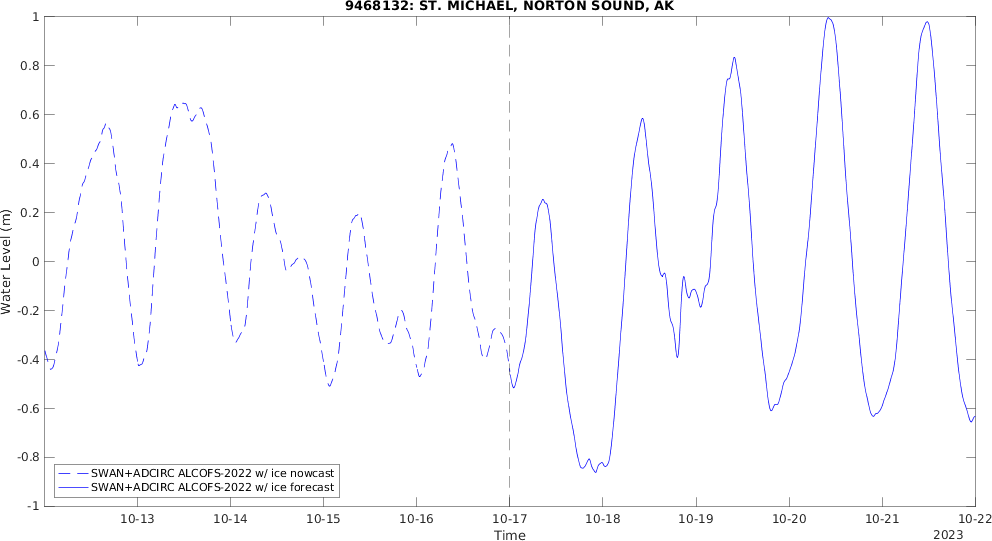 9468132: ST. MICHAEL, NORTON SOUND, AK
1
0.8
0.6
0.4
0.2
0
-0.2
-0.4
-0.6
-0.8
-1
Water Level (m)
SWAN+ADCIRC ALCOFS-2022 w/ ice nowcast
SWAN+ADCIRC ALCOFS-2022 w/ ice forecast
10-13 10-14 10-15 10-16 10-17 10-18 10-19 10-20 10-21 10-22
Time
2023